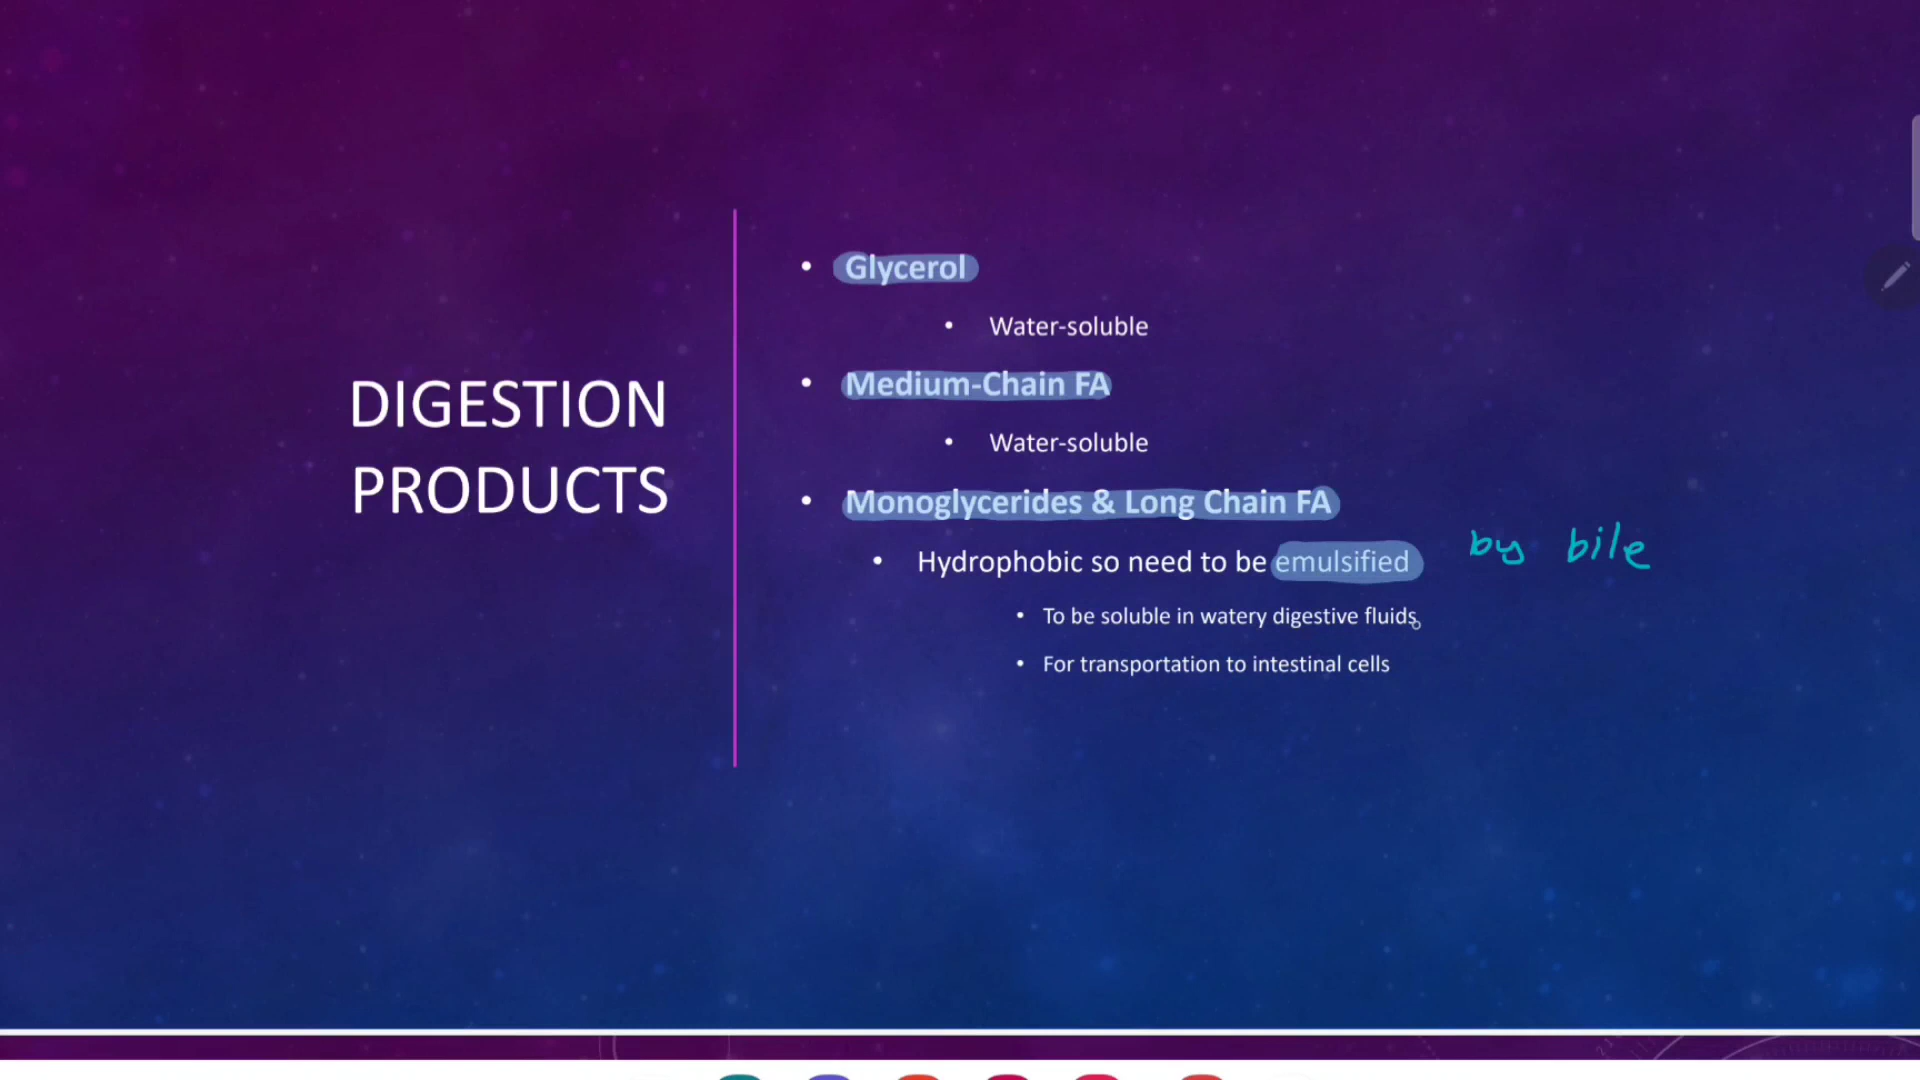 DIGESTION
PRODUCTS
• Glycerol
• Water-soluble
• Medium-Chain FA
• Water-soluble
• Monoglycerides & Long Chain FA
• Hydrophobic so need to be emulsified by bile
• To be soluble in watery digestive fluids
• For transportation to intestinal cells